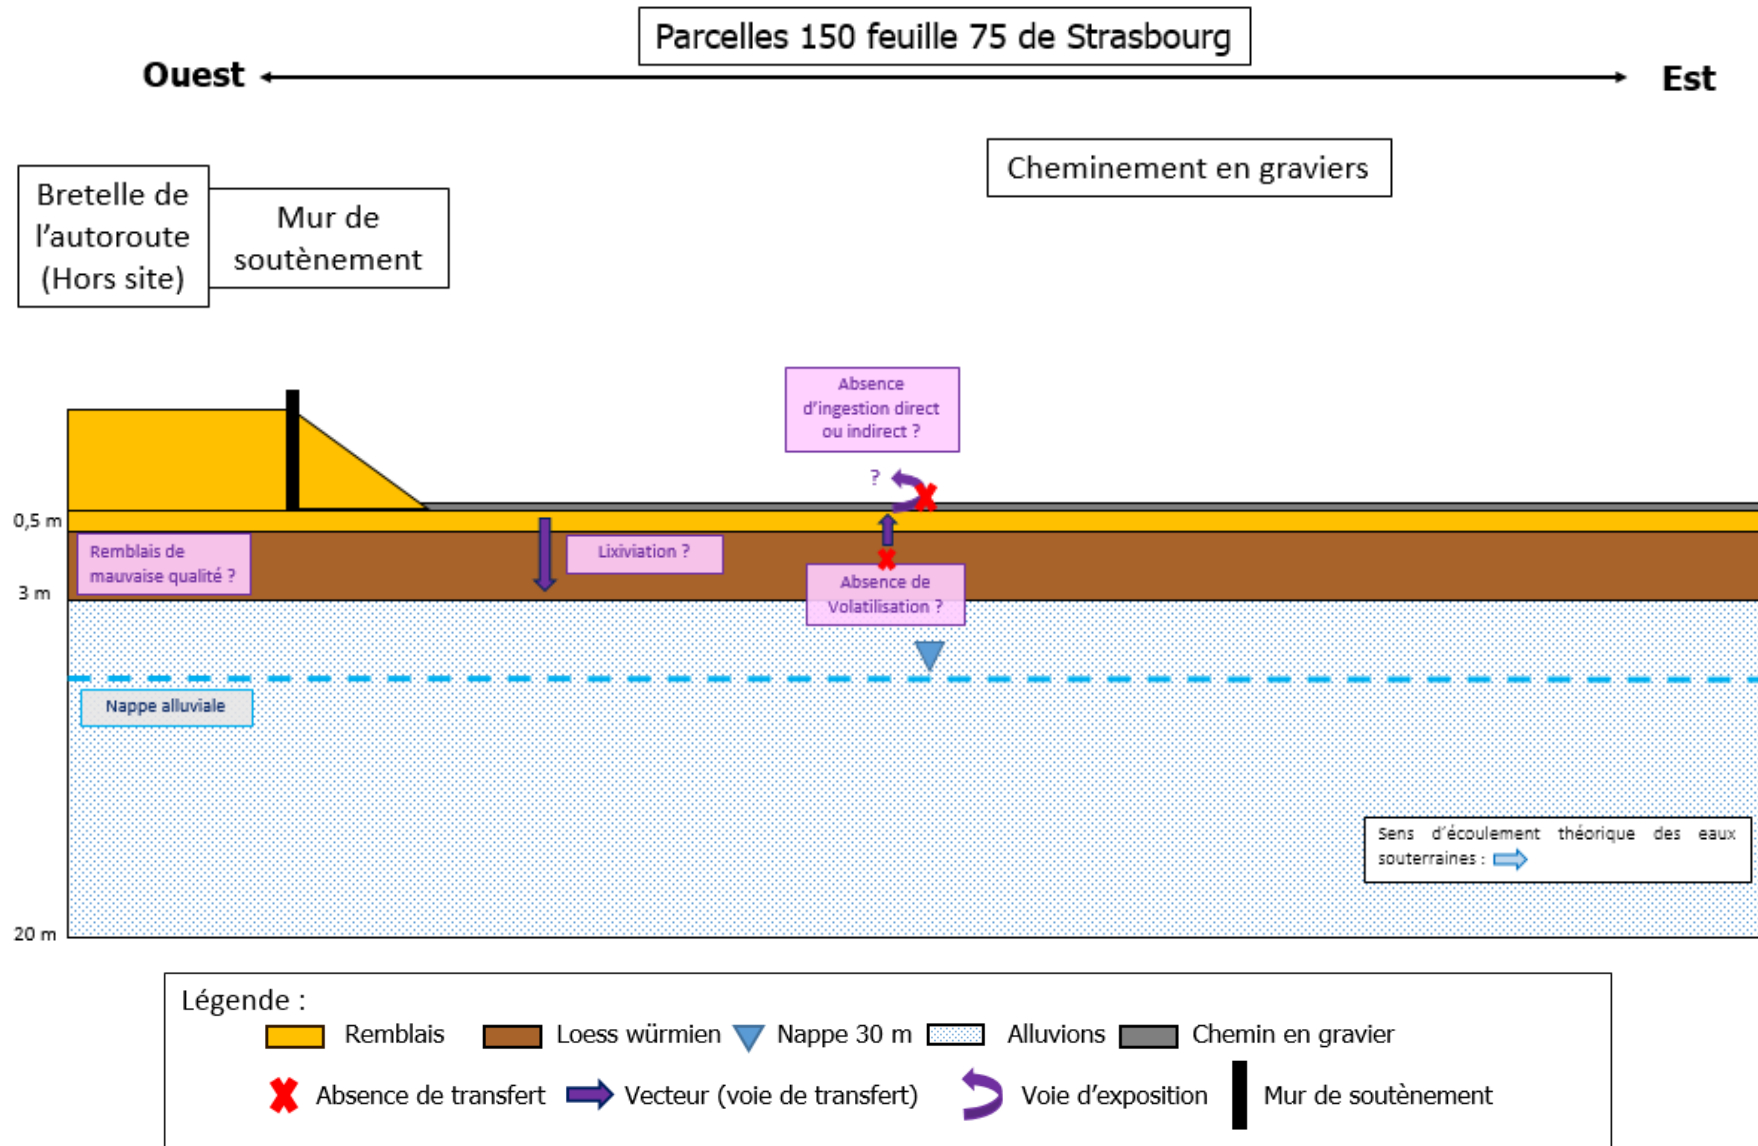 Parcelles 150 feuille 75 de Strasbourg
Ouest
Est
Cheminement en graviers
Bretelle de
l'autoroute
(Hors site)
Mur de
soutènement
Absence
d'ingestion direct
ou indirect ?
?
0,5 m
Remblais de
mauvaise qualité ?
Lixiviation ?
Absence de
Volatilisation ?
3 m
Nappe alluviale
Sens d'écoulement théorique des eaux
souterraines :
20 m
Légende :
Remblais
Loess würmien
Nappe 30 m
Alluvions
Chemin en gravier
Absence de transfert
Vecteur (voie de transfert)
Voie d'exposition
Mur de soutènement